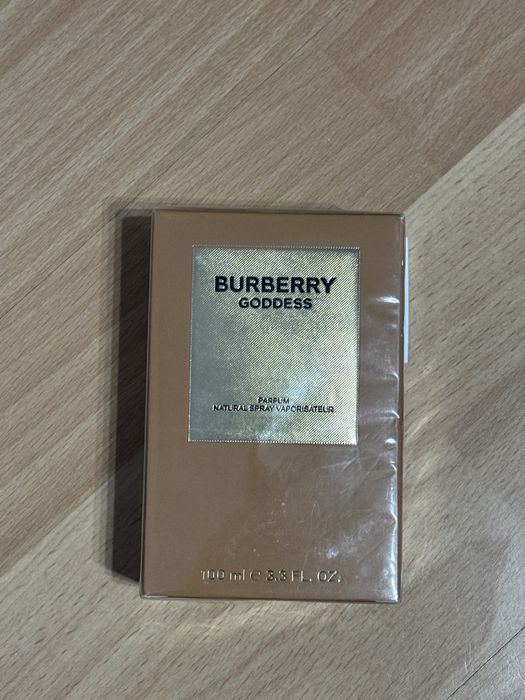 BURBERRY
GODDESS
PARFUM
NATURAL SPRAY VAPORISATEUR
100 ml ℮ 3.3 FL. OZ.